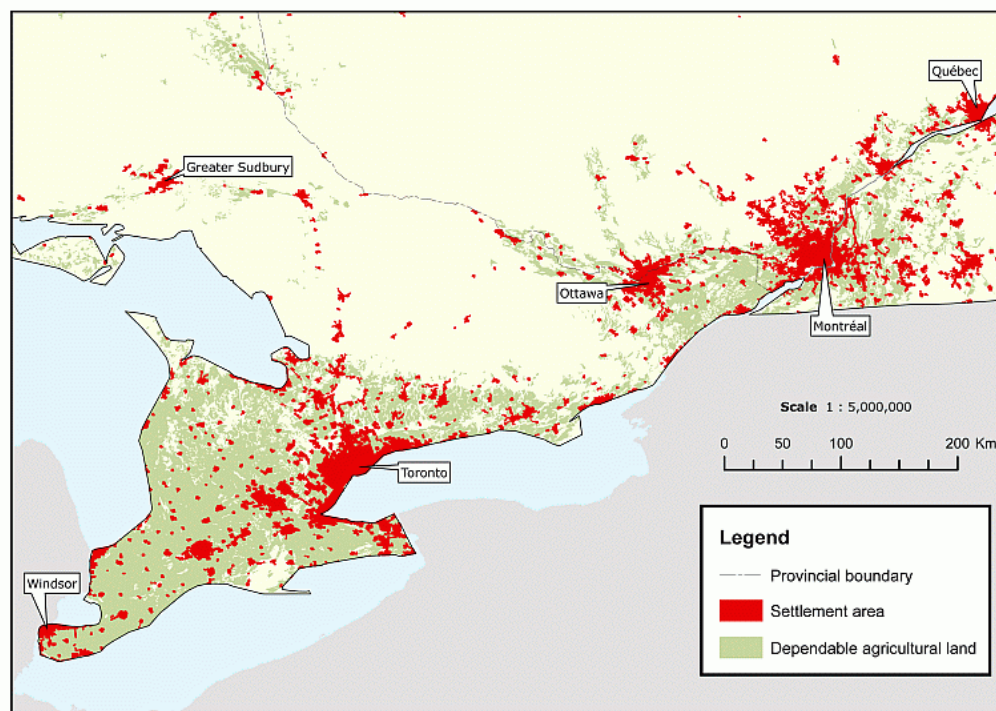 Québec
Greater Sudbury
Ottawa
Montréal
Scale 1 : 5,000,000
0 50 100 200 Km
Toronto
Legend
Provincial boundary
Windsor
Settlement area
Dependable agricultural land